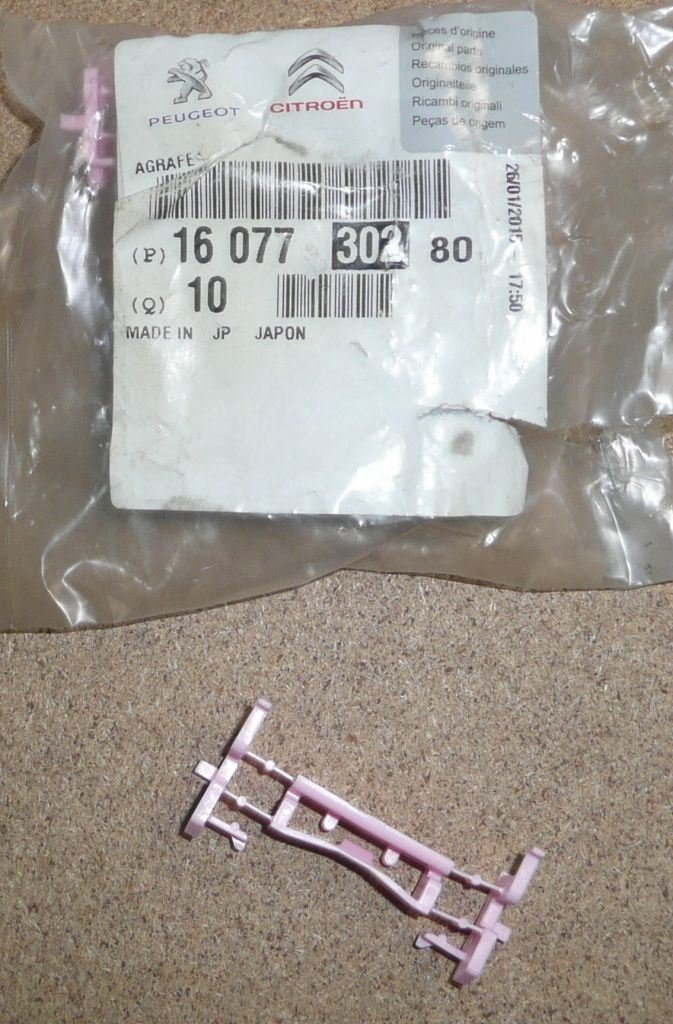 PEUGEOT
CITROËN
Pièces d'origine
Original parts
Recambios originales
Originalteile
Ricambi originali
Peças de origem
AGRAFES
(P) 16 077 302 80
(Q) 10
MADE IN JP JAPON
26/01/2015 - 17:50